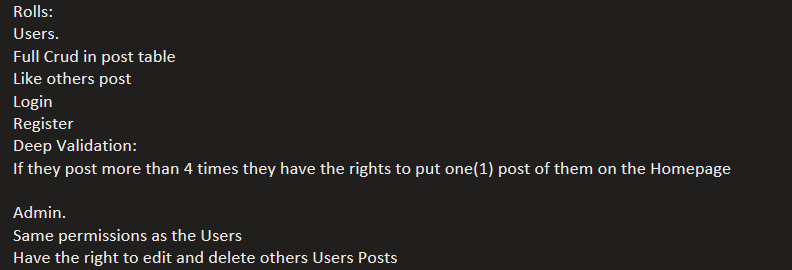 Rolls:
Users.
Full Crud in post table
Like others post
Login
Register
Deep Validation:
If they post more than 4 times they have the rights to put one(1) post of them on the Homepage
Admin.
Same permissions as the Users
Have the right to edit and delete others Users Posts